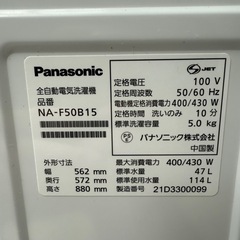 Panasonic
全自動電気洗濯機
品番
NA-F50B15
外形寸法
幅 562 mm
奥行 572 mm
高さ 880 mm
JET
定格電圧 100 V
定格周波数 50/60 Hz
電動機定格消費電力 400/430 W
定格時間 洗いのみ 10 分
標準洗濯容量 5.0 kg
パナソニック株式会社
中国製
最大消費電力 400/430 W
標準水量 47 L
標準使用水量 114 L
製造番号 21D3300099